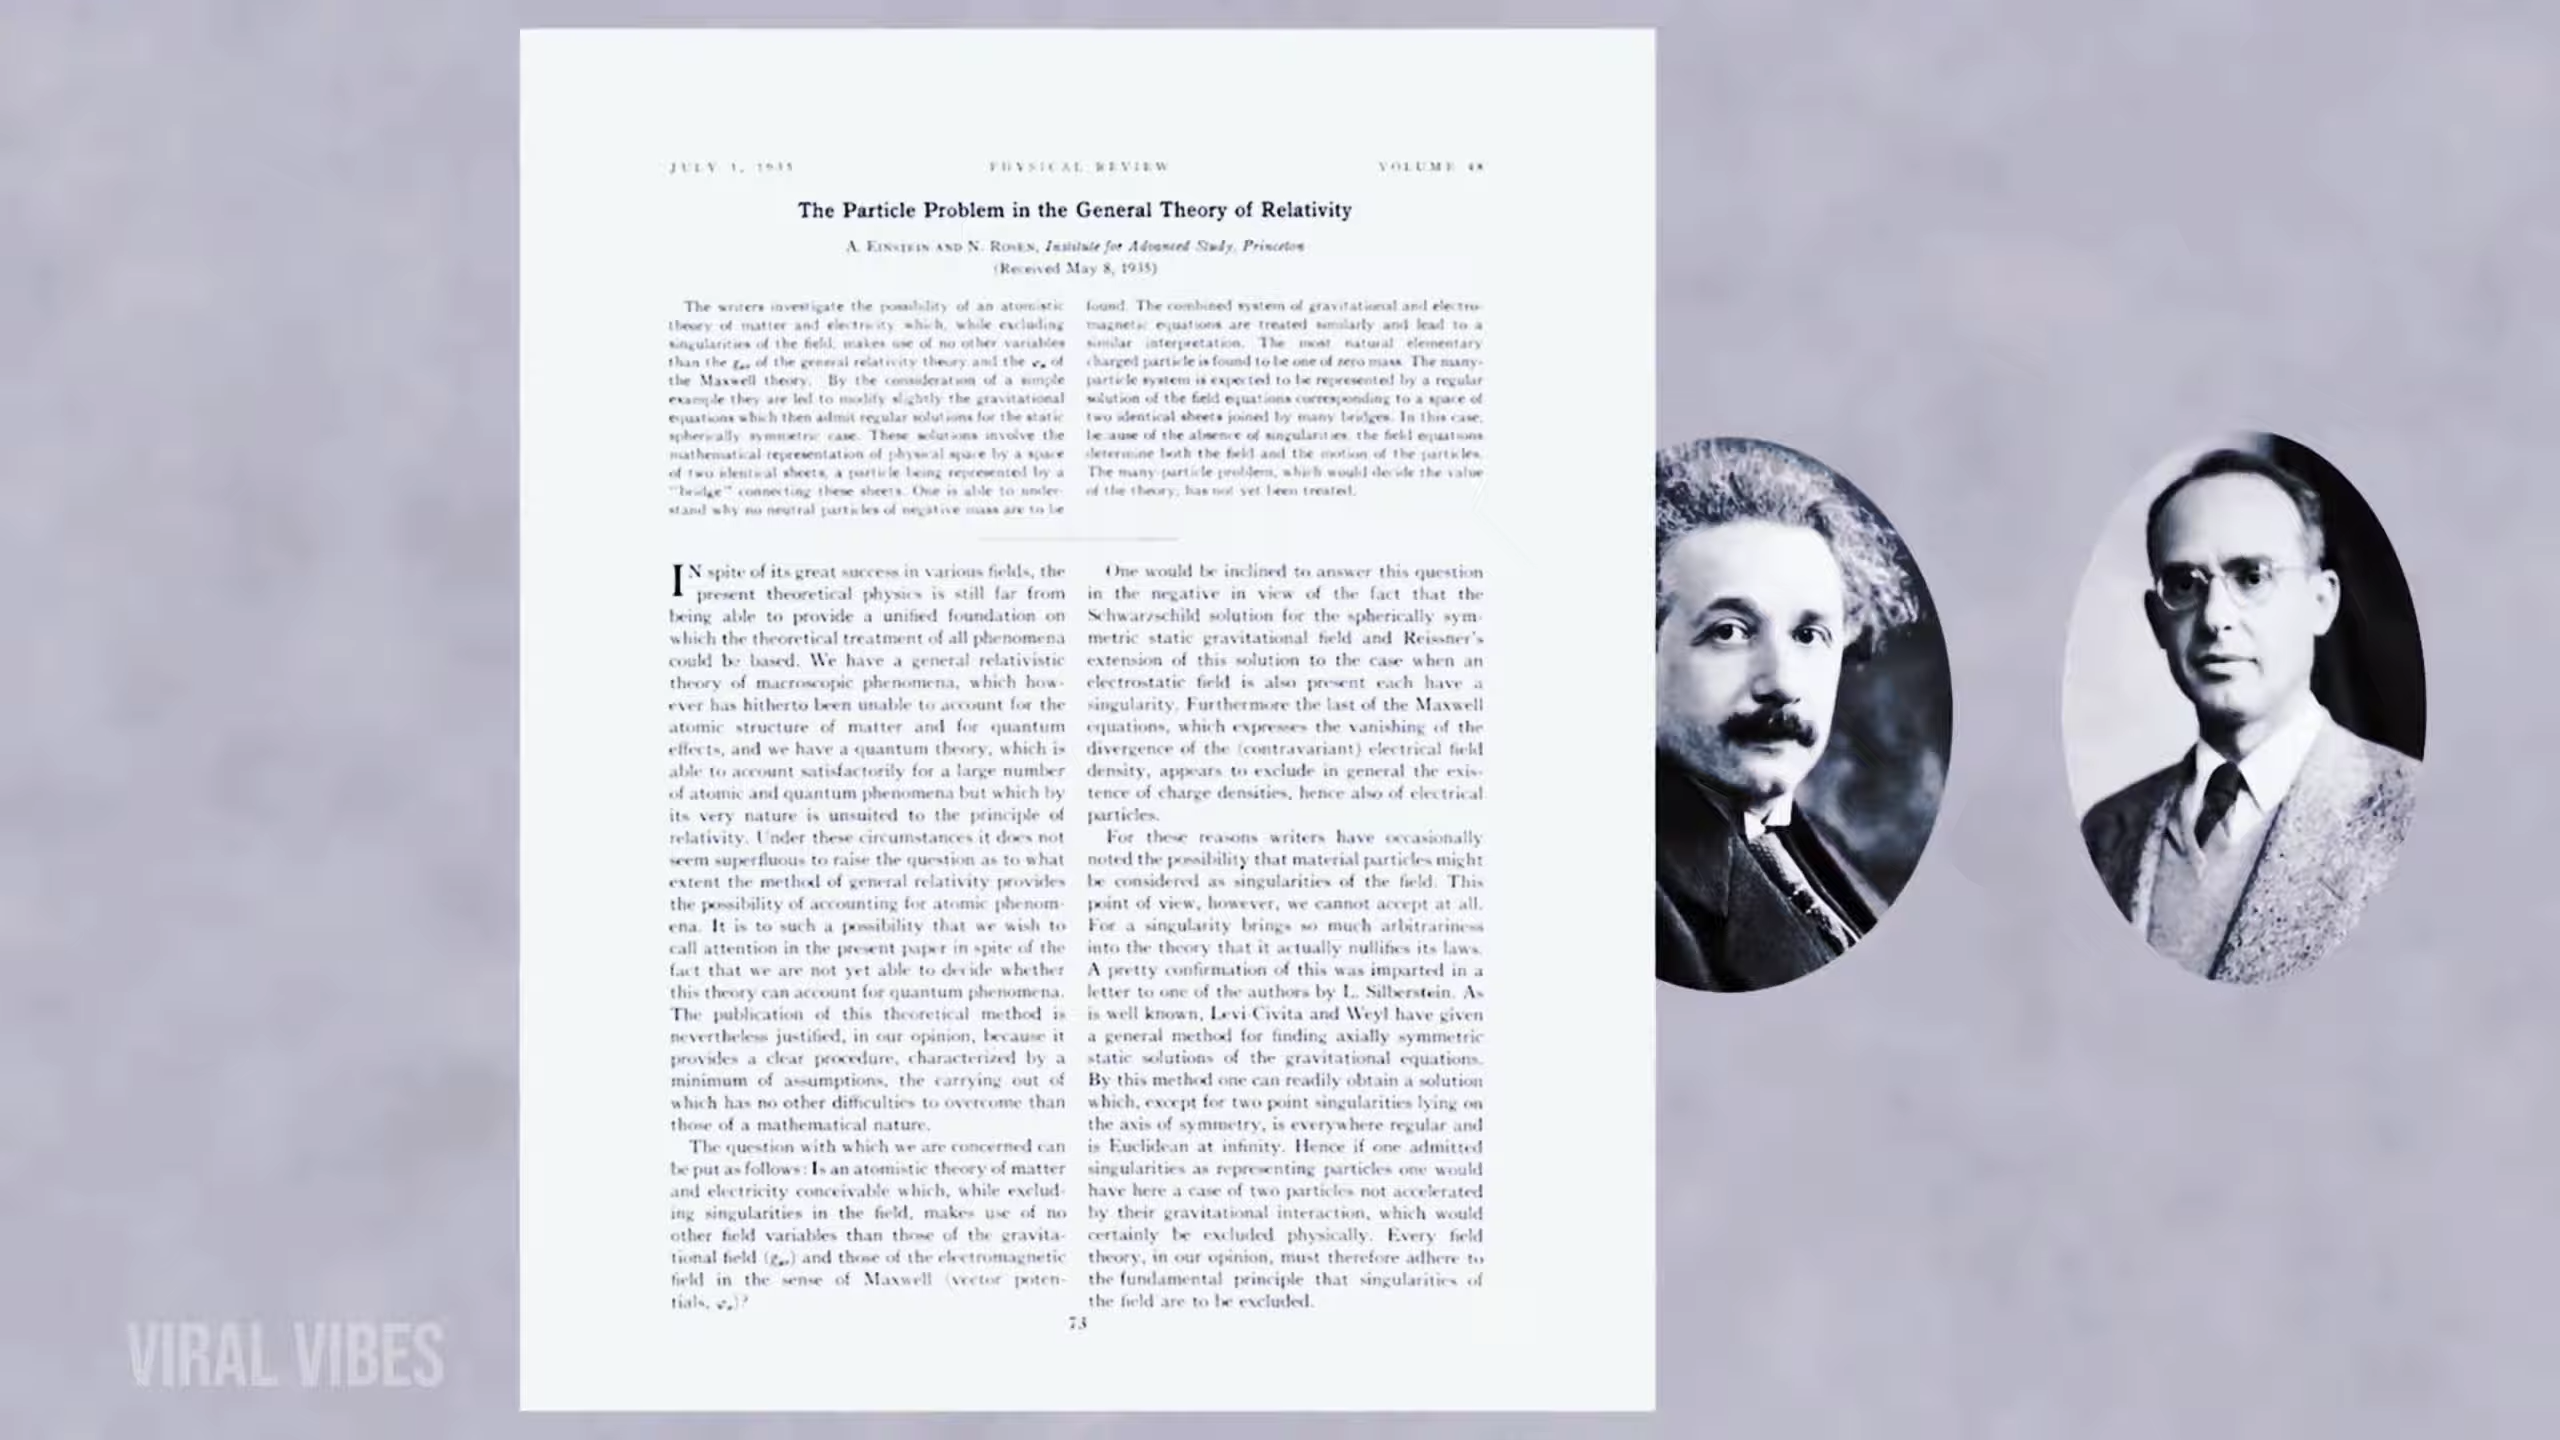 JULY 1, 1935
PHYSICAL REVIEW
VOLUME 48
The Particle Problem in the General Theory of Relativity
A. EINSTEIN AND N. ROSEN, Institute for Advanced Study, Princeton
(Received May 8, 1935)
The writers investigate the possibility of an atomistic
theory of matter and electricity which, while excluding
singularities of the field, makes use of no other variables
than the gμν of the general relativity theory and the φμ of
the Maxwell theory. By the consideration of a simple
example they are led to modify slightly the gravitational
equations which then admit regular solutions for the static
spherically symmetric case. These solutions involve the
mathematical representation of physical space by a space
of two identical sheets, a particle being represented by a
"bridge" connecting these sheets. One is able to under-
stand why no neutral particles of negative mass are to be
found. The combined system of gravitational and electro-
magnetic equations are treated similarly and lead to a
similar interpretation. The most natural elementary
charged particle is found to be one of zero mass. The many-
particle system is expected to be represented by a regular
solution of the field equations corresponding to a space of
two identical sheets joined by many bridges. In this case,
because of the absence of singularities, the field equations
determine both the field and the motion of the particles.
The many-particle problem, which would decide the value
of the theory, has not yet been treated.
IN spite of its great success in various fields, the
present theoretical physics is still far from
being able to provide a unified foundation on
which the theoretical treatment of all phenomena
could be based. We have a general relativistic
theory of macroscopic phenomena, which how-
ever has hitherto been unable to account for the
atomic structure of matter and for quantum
effects, and we have a quantum theory, which is
able to account satisfactorily for a large number
of atomic and quantum phenomena but which by
its very nature is unsuited to the principle of
relativity. Under these circumstances it does not
seem superfluous to raise the question as to what
extent the method of general relativity provides
the possibility of accounting for atomic phenom-
ena. It is to such a possibility that we wish to
call attention in the present paper in spite of the
fact that we are not yet able to decide whether
this theory can account for quantum phenomena.
The publication of this theoretical method is
nevertheless justified, in our opinion, because it
provides a clear procedure, characterized by a
minimum of assumptions, the carrying out of
which has no other difficulties to overcome than
those of a mathematical nature.
The question with which we are concerned can
be put as follows: Is an atomistic theory of matter
and electricity conceivable which, while exclud-
ing singularities in the field, makes use of no
other field variables than those of the gravita-
tional field (gμν) and those of the electromagnetic
field in the sense of Maxwell (vector poten-
tials, φμ)?
One would be inclined to answer this question
in the negative in view of the fact that the
Schwarzschild solution for the spherically sym-
metric static gravitational field and Reissner's
extension of this solution to the case when an
electrostatic field is also present each have a
singularity. Furthermore the last of the Maxwell
equations, which expresses the vanishing of the
divergence of the (contravariant) electrical field
density, appears to exclude in general the exis-
tence of charge densities, hence also of electrical
particles.
For these reasons writers have occasionally
noted the possibility that material particles might
be considered as singularities of the field. This
point of view, however, we cannot accept at all.
For a singularity brings so much arbitrariness
into the theory that it actually nullifies its laws.
A pretty confirmation of this was imparted in a
letter to one of the authors by L. Silberstein. As
is well known, Levi-Civita and Weyl have given
a general method for finding axially symmetric
static solutions of the gravitational equations.
By this method one can readily obtain a solution
which, except for two point singularities lying on
the axis of symmetry, is everywhere regular and
is Euclidean at infinity. Hence if one admitted
singularities as representing particles one would
have here a case of two particles not accelerated
by their gravitational interaction, which would
certainly be excluded physically. Every field
theory, in our opinion, must therefore adhere to
the fundamental principle that singularities of
the field are to be excluded.
73
VIRAL VIBES